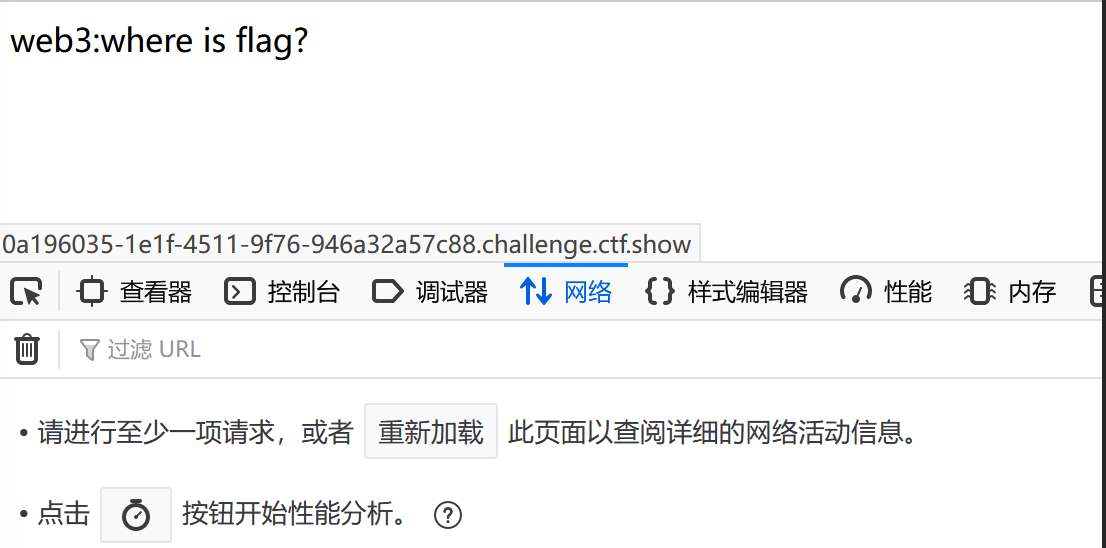 web3:where is flag?
0a196035-1e1f-4511-9f76-946a32a57c88.challenge.ctf.show
查看器 控制台 调试器 网络 样式编辑器 性能 内存
过滤 URL
• 请进行至少一项请求，或者 重新加载 此页面以查阅详细的网络活动信息。
• 点击 按钮开始性能分析。 ?